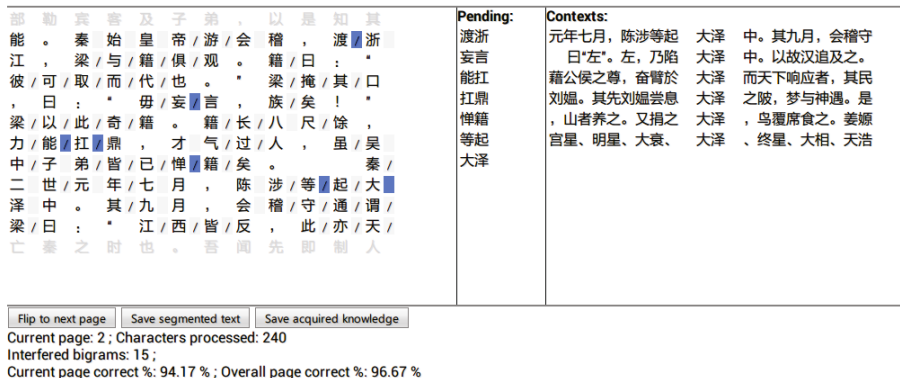 部 勒 宾 客 及 子 弟 , 以 是 知 其
能 。 秦 始 皇 帝/游/会 稽 , 渡/浙
江 , 梁/与/籍/俱/观 。 籍/曰 : “
彼/可/取/而/代/也 。 ” 梁/掩/其/口
, 曰 : “ 毋/妄/言 , 族/矣 ! ”
梁/以/此/奇/籍 。 籍/长/八 尺/馀 ,
力/能/扛/鼎 , 才 气/过/人 , 虽/吴
中/子 弟/皆/已/惮/籍/矣 。 秦/
二 世/元 年/七 月 , 陈 涉/等/起/大
泽 中 。 其/九 月 , 会 稽/守/通/谓/
梁/曰 : “ 江/西/皆/反 , 此/亦/天/
亡 秦 之 时 也 。 吾 闻 先 即 制 人
Pending:
渡浙
妄言
能扛
扛鼎
惮籍
等起
大泽
Contexts:
元年七月，陈涉等起 大泽 中。其九月，会稽守
曰“左”。左，乃陷 大泽 中。以故汉追及之。
藉公侯之尊，奋臂於 大泽 而天下响应者，其民
刘媪。其先刘媪尝息 大泽 之陂，梦与神遇。是
，山者养之。又捐之 大泽 ，鸟覆席食之。姜嫄
宫星、明星、大衰、 大泽 、终星、大相、天浩
Flip to next page Save segmented text Save acquired knowledge
Current page: 2 ; Characters processed: 240
Interfered bigrams: 15 ;
Current page correct %: 94.17 % ; Overall page correct %: 96.67 %